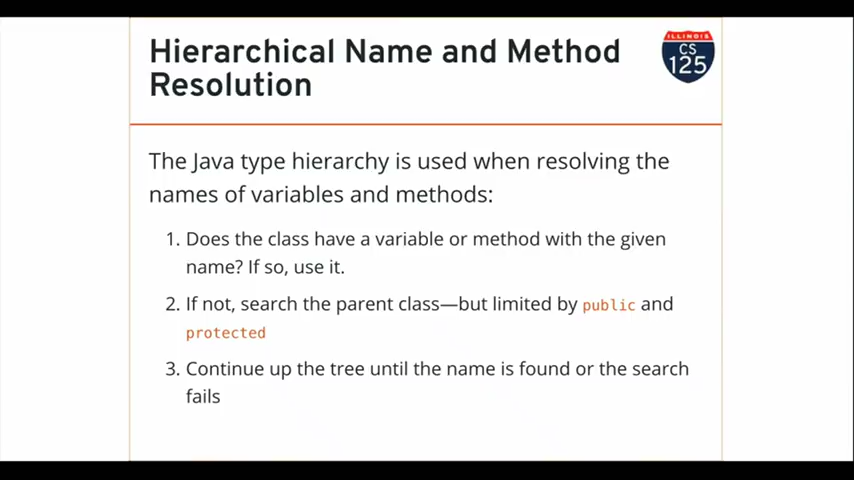 Hierarchical Name and Method
Resolution
ILLINOIS
CS
125
The Java type hierarchy is used when resolving the
names of variables and methods:
1. Does the class have a variable or method with the given
name? If so, use it.
2. If not, search the parent class—but limited by public and
protected
3. Continue up the tree until the name is found or the search
fails